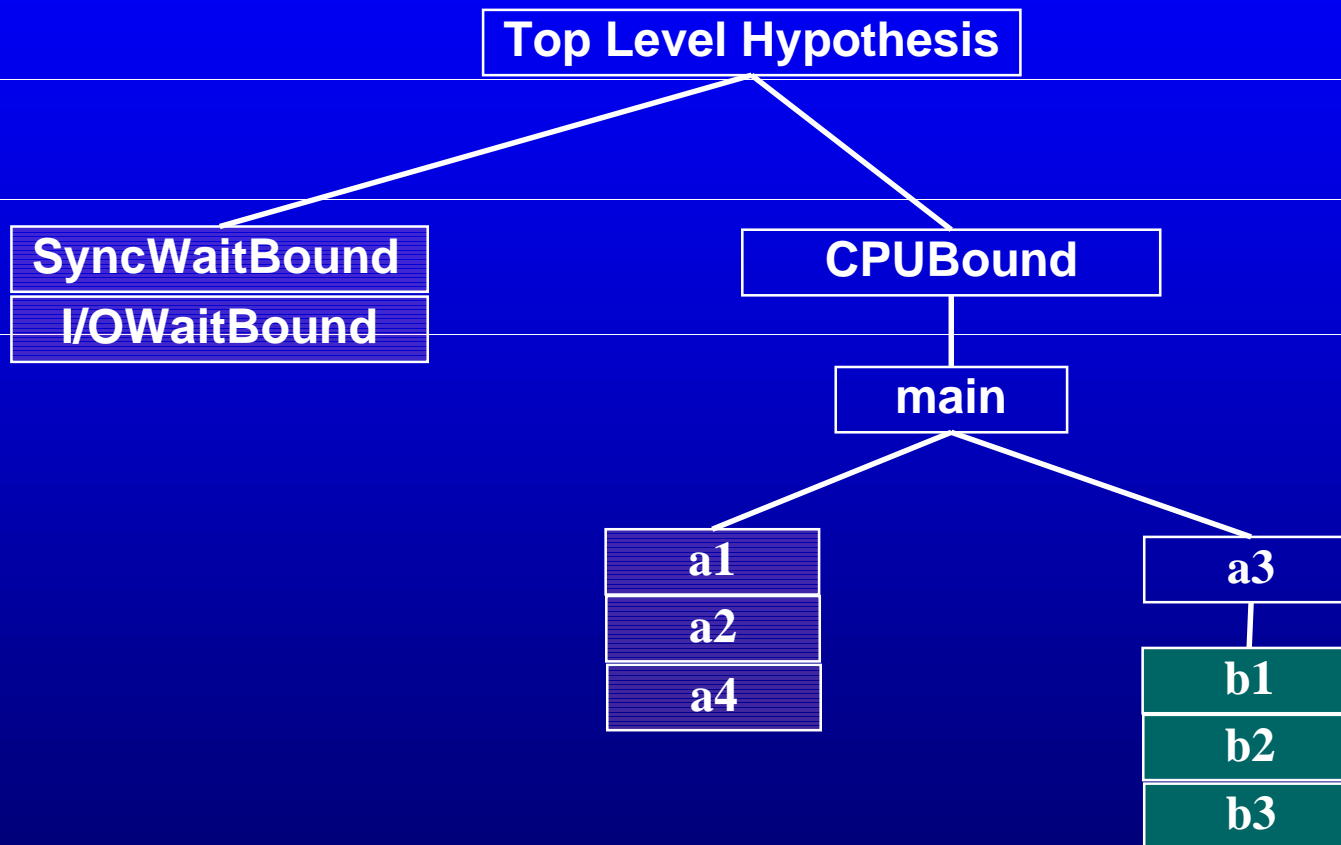 Top Level Hypothesis
SyncWaitBound
I/OWaitBound
CPUBound
main
a1
a2
a4
a3
b1
b2
b3